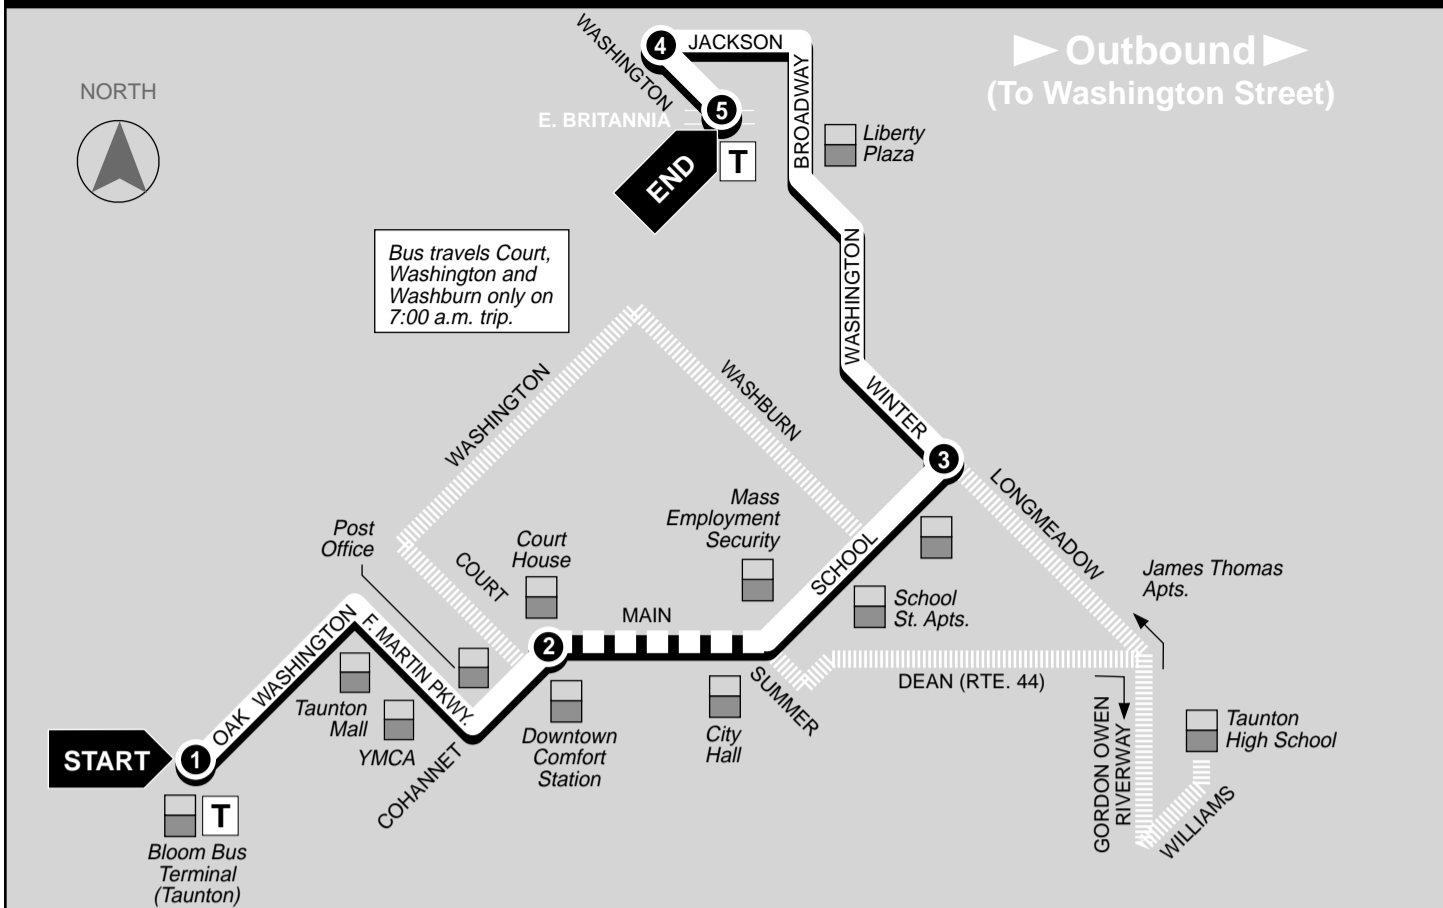 Outbound
(To Washington Street)
NORTH
WASHINGTON
4
JACKSON
5
E. BRITANNIA
END
T
BROADWAY
Liberty
Plaza
Bus travels Court,
Washington and
Washburn only on
7:00 a.m. trip.
WASHINGTON
WINTER
3
WASHINGTON
WASHBURN
LONGMEADOW
Mass
Employment
Security
Post
Office
Court
House
COURT
SCHOOL
School
St. Apts.
James Thomas
Apts.
MAIN
2
START
1
OAK
WASHINGTON
F. MARTIN PKWY.
Taunton
Mall
YMCA
COHANNET
Downtown
Comfort
Station
City
Hall
SUMMER
DEAN (RTE. 44)
GORDON OWEN
RIVERWAY
Taunton
High School
WILLIAMS
T
Bloom Bus
Terminal
(Taunton)